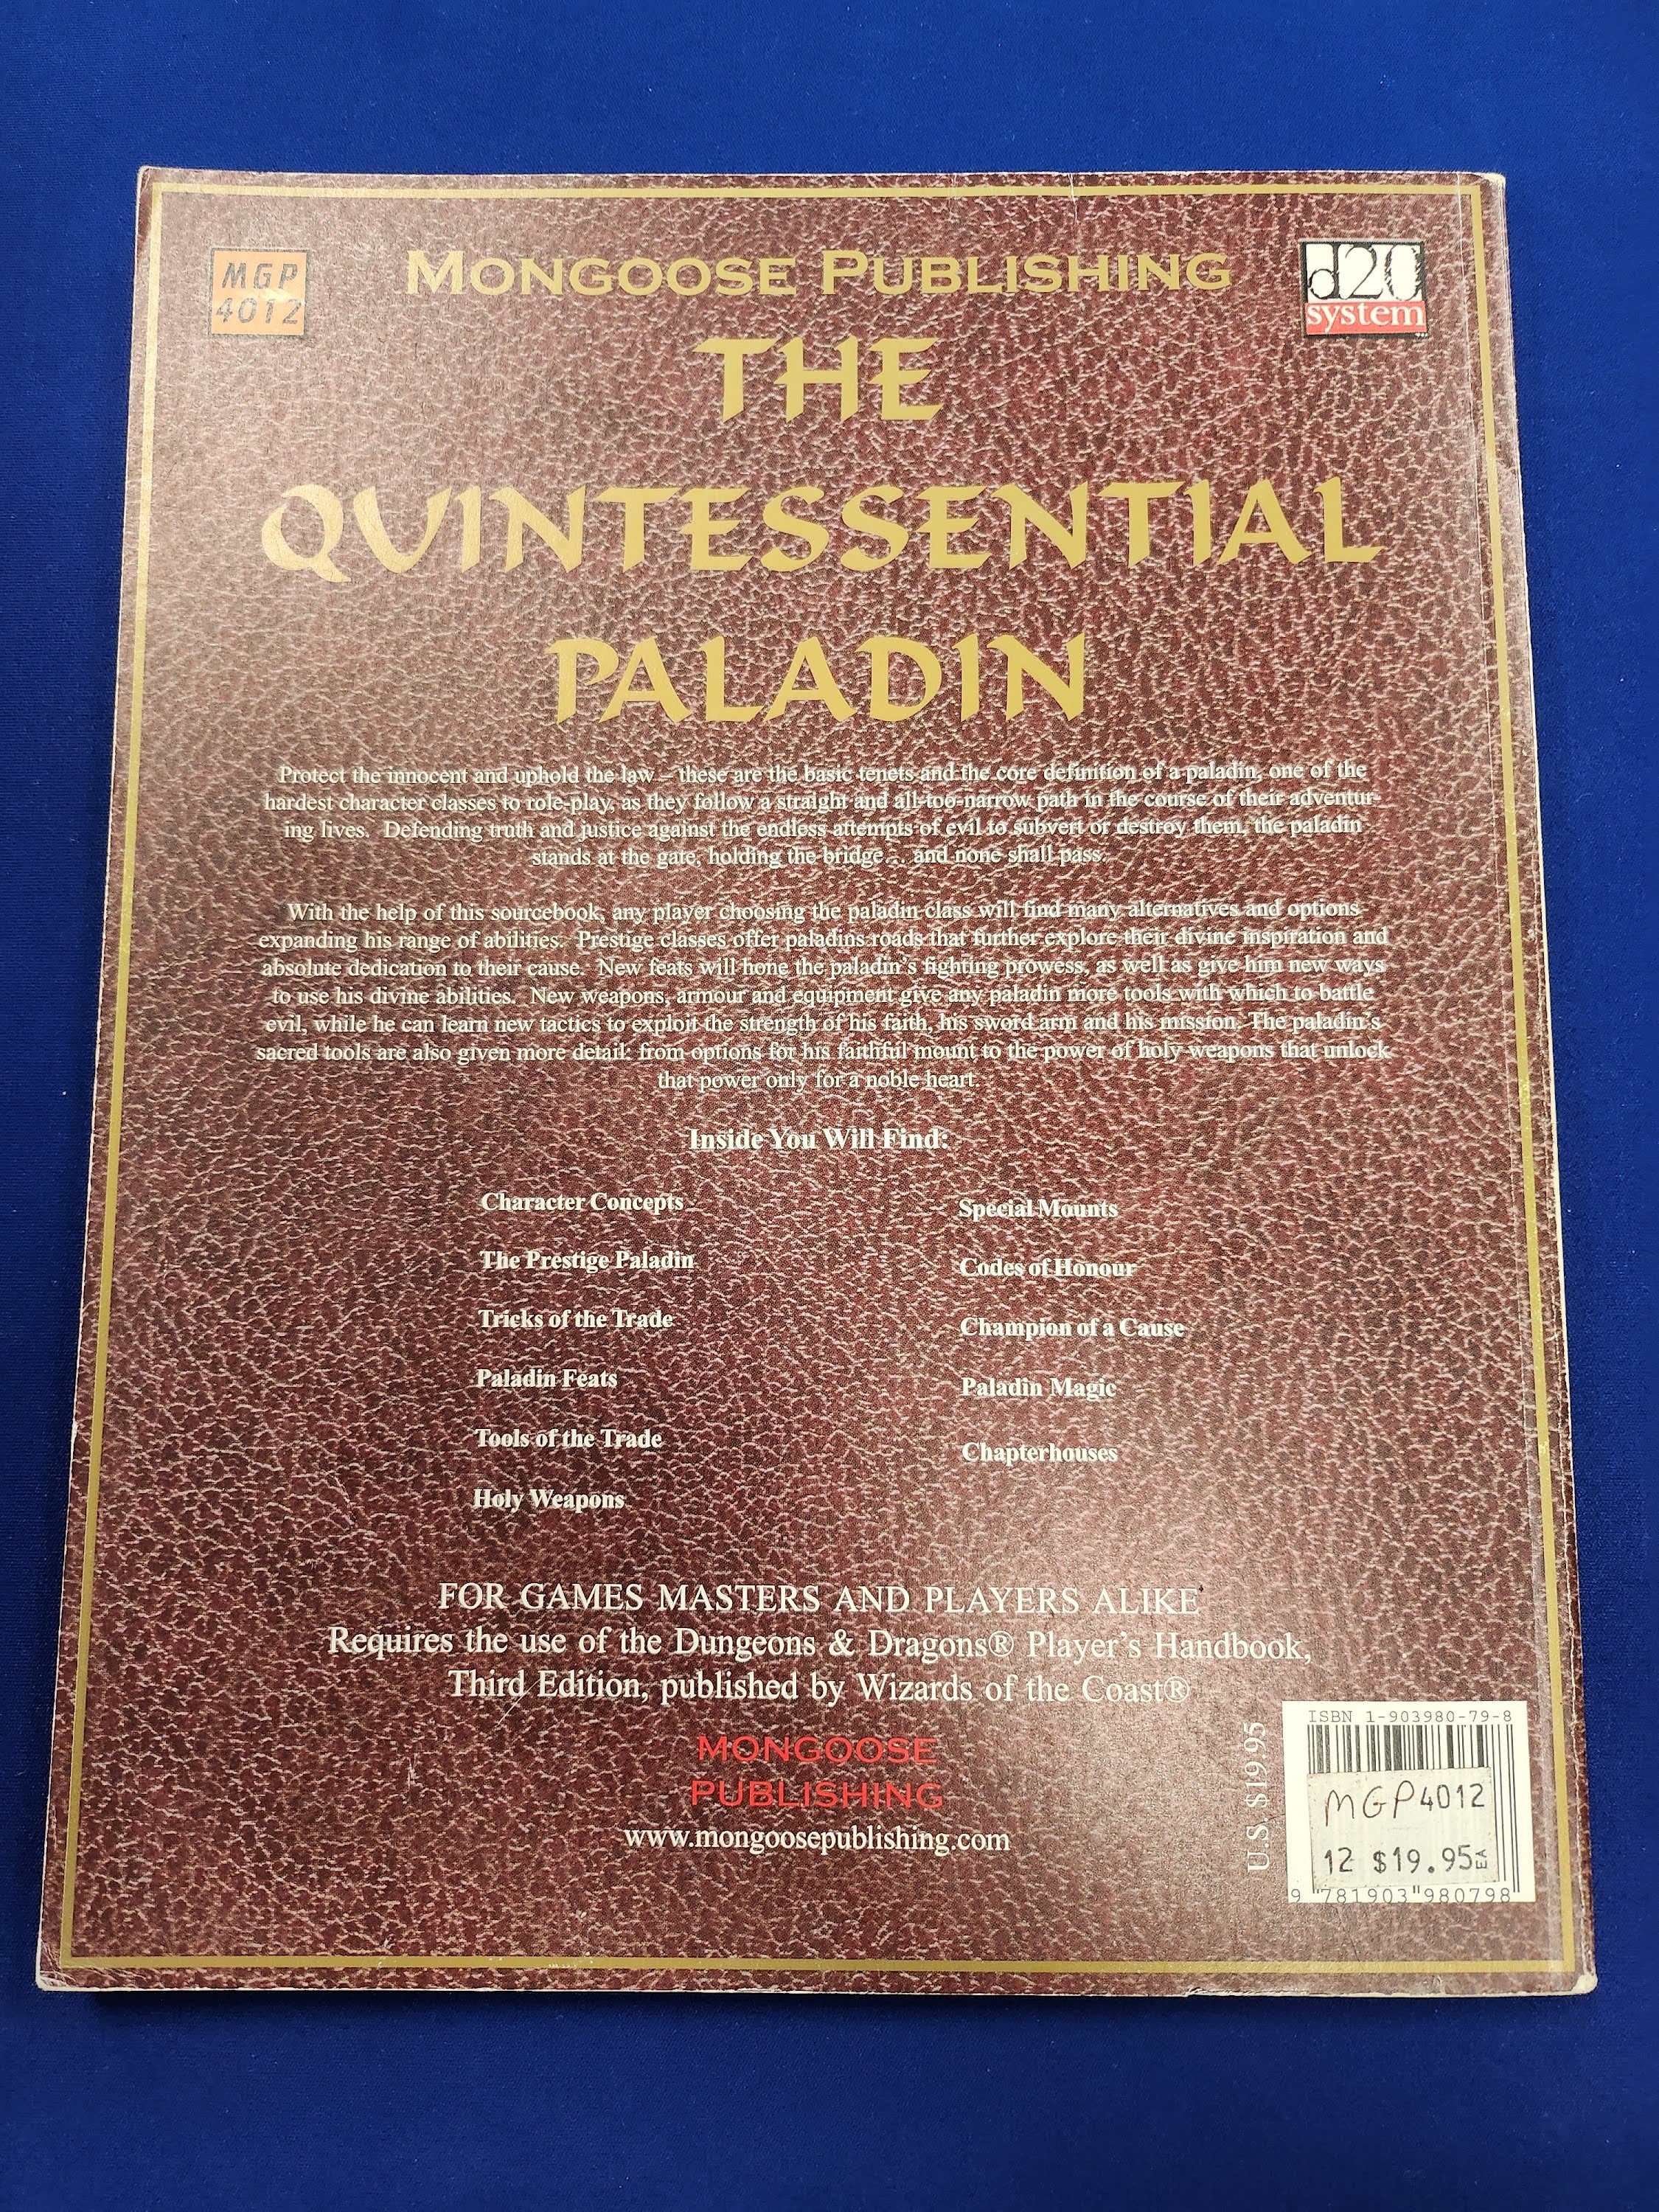 MGP
4012
MONGOOSE PUBLISHING
d20
system
THE
QUINTESSENTIAL
PALADIN
Protect the innocent and uphold the law – these are the basic tenets and the core definition of a paladin, one of the
hardest character classes to role-play, as they follow a straight and all-too-narrow path in the course of their adventur-
ing lives. Defending truth and justice against the endless attempts of evil to subvert or destroy them, the paladin
stands at the gate, holding the bridge… and none shall pass.
With the help of this sourcebook, any player choosing the paladin class will find many alternatives and options
expanding his range of abilities. Prestige classes offer paladins roads that further explore their divine inspiration and
absolute dedication to their cause. New feats will hone the paladin's fighting prowess, as well as give him new ways
to use his divine abilities. New weapons, armour and equipment give any paladin more tools with which to battle
evil, while he can learn new tactics to exploit the strength of his faith, his sword arm and his mission. The paladin's
sacred tools are also given more detail: from options for his faithful mount to the power of holy weapons that unlock
that power only for a noble heart.
Inside You Will Find:
Character Concepts
The Prestige Paladin
Tricks of the Trade
Paladin Feats
Tools of the Trade
Holy Weapons
Special Mounts
Codes of Honour
Champion of a Cause
Paladin Magic
Chapterhouses
FOR GAMES MASTERS AND PLAYERS ALIKE
Requires the use of the Dungeons & Dragons® Player's Handbook,
Third Edition, published by Wizards of the Coast®
MONGOOSE
PUBLISHING
www.mongoosepublishing.com
U.S. $19.95
ISBN 1-903980-79-8
MGP4012
12 $19.95EA
9 781903 980798